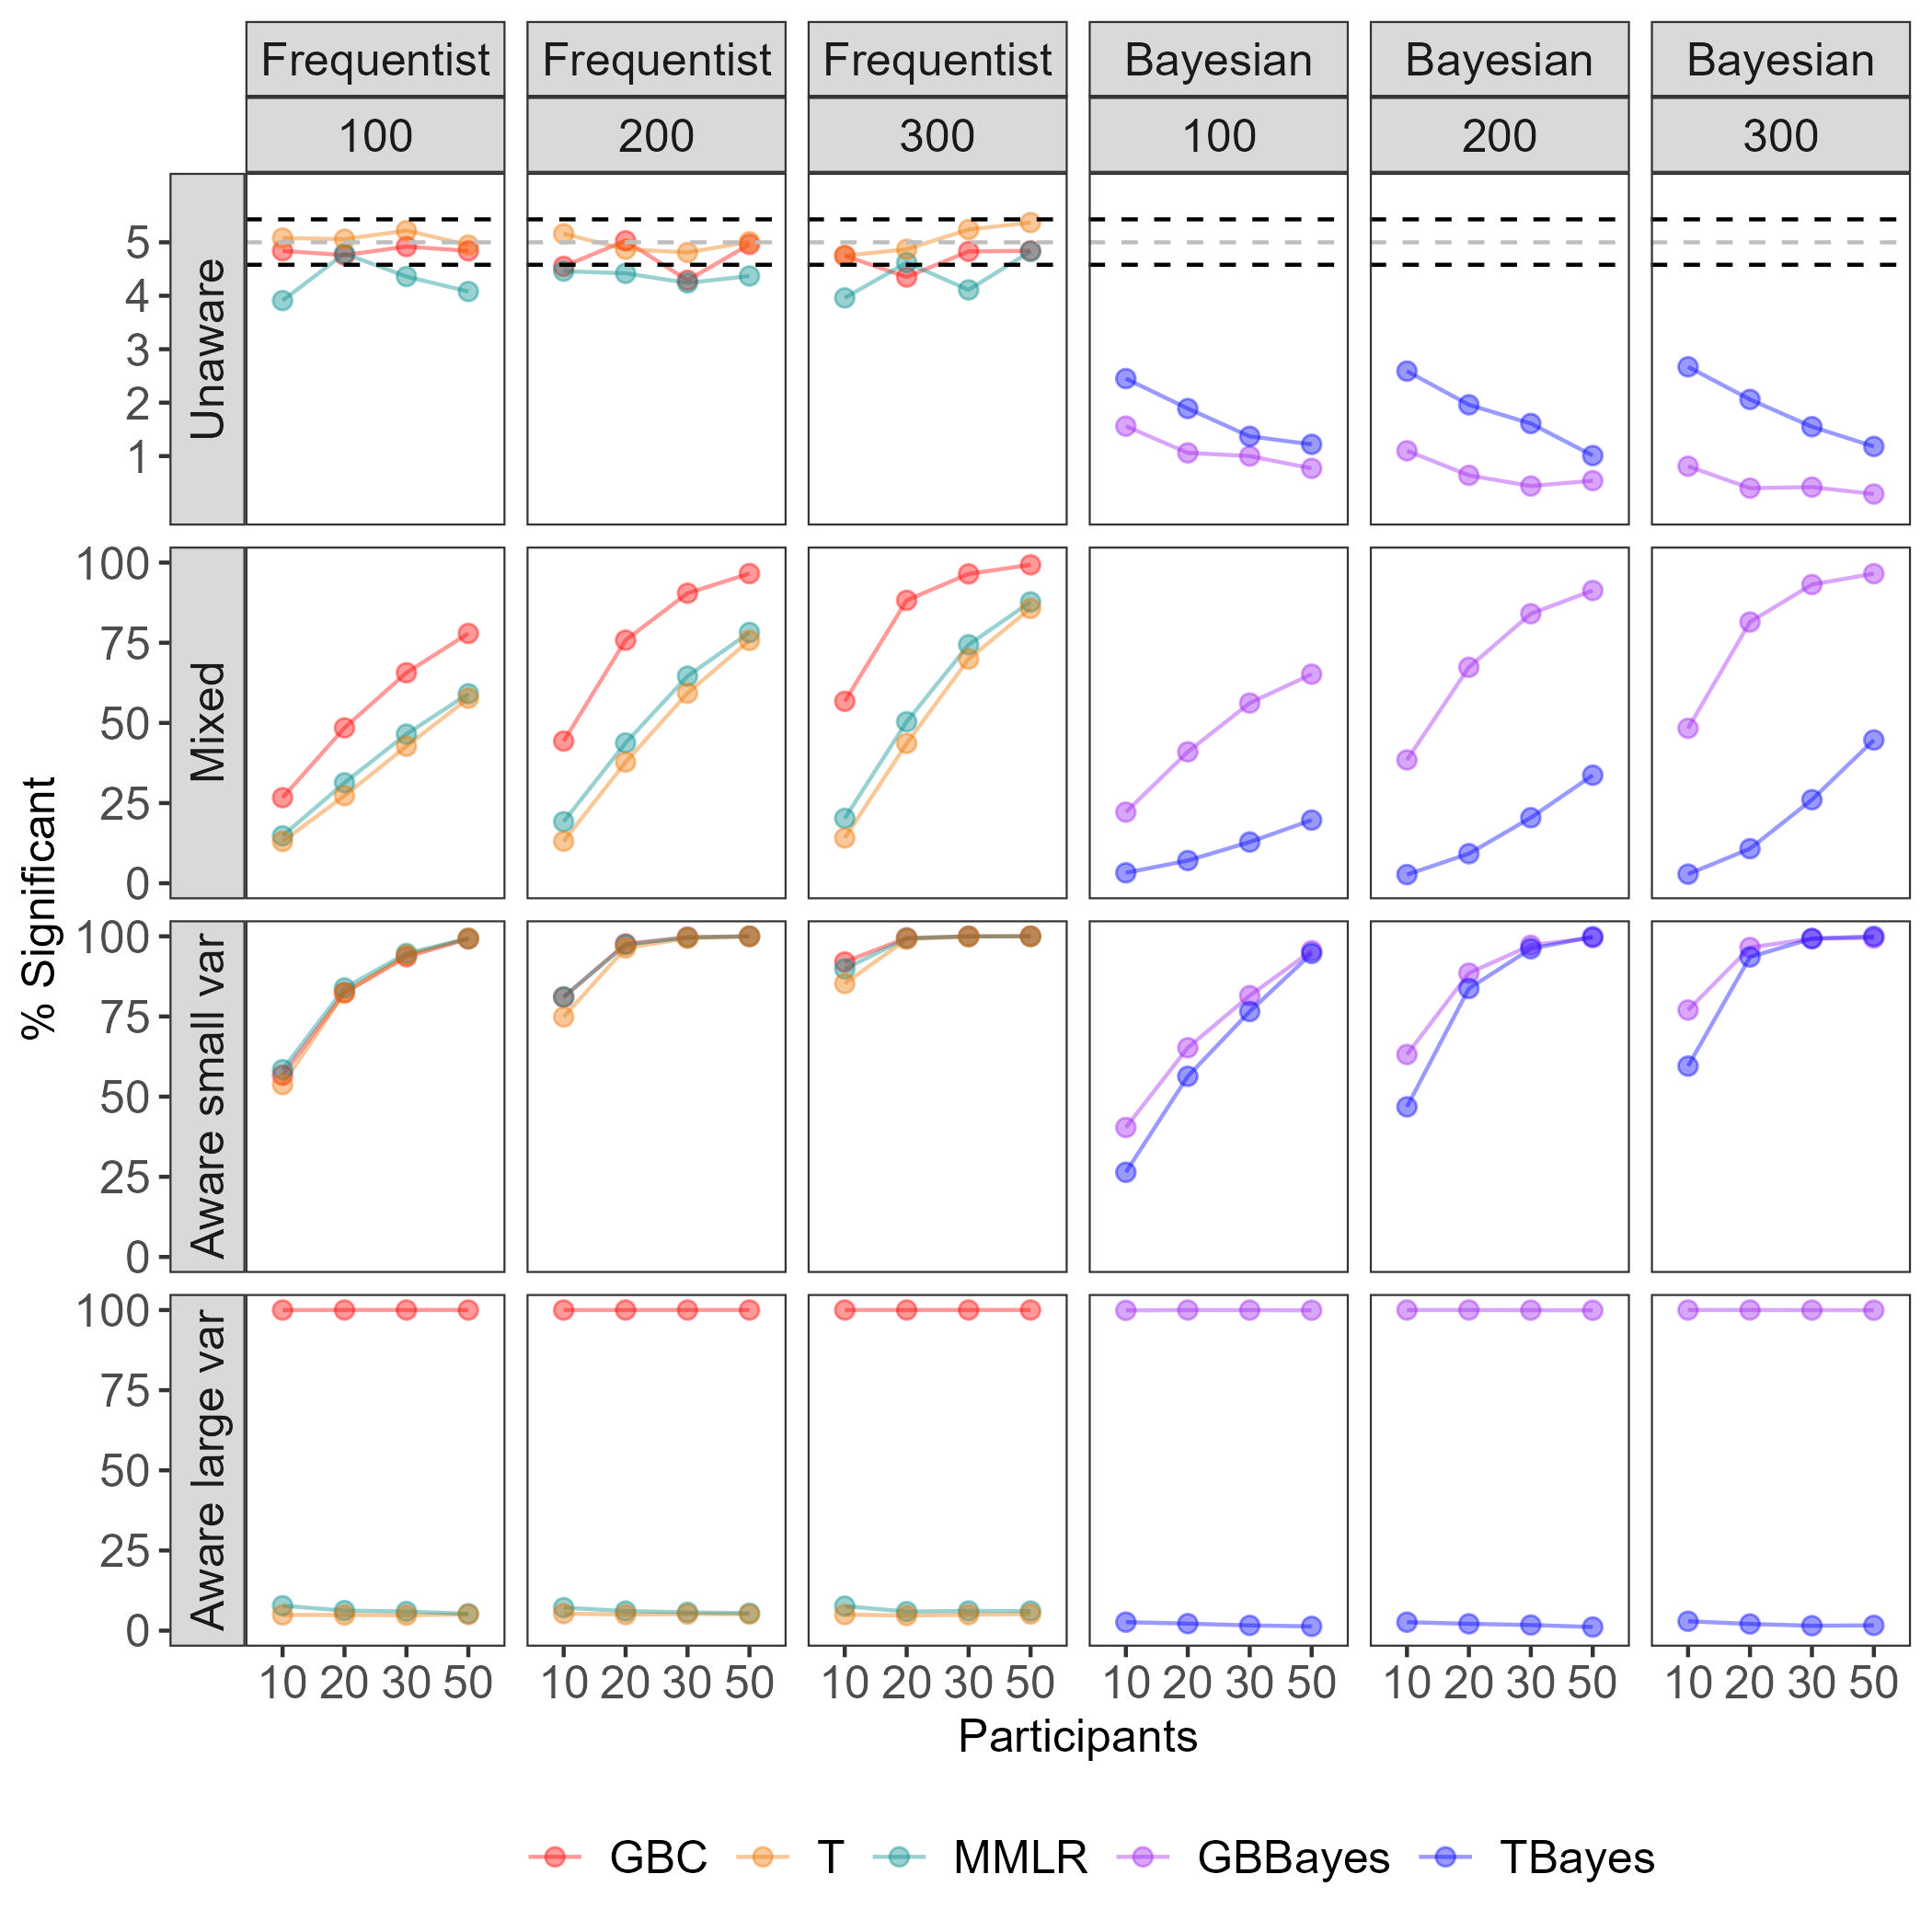 Frequentist Frequentist Frequentist Bayesian Bayesian Bayesian
100 200 300 100 200 300
Unaware
5
4
3
2
1
Mixed
100
75
50
25
0
% Significant
Aware small var
100
75
50
25
0
Aware large var
100
75
50
25
0
10 20 30 50 10 20 30 50 10 20 30 50 10 20 30 50 10 20 30 50 10 20 30 50
Participants
GBC T MMLR GBBayes TBayes